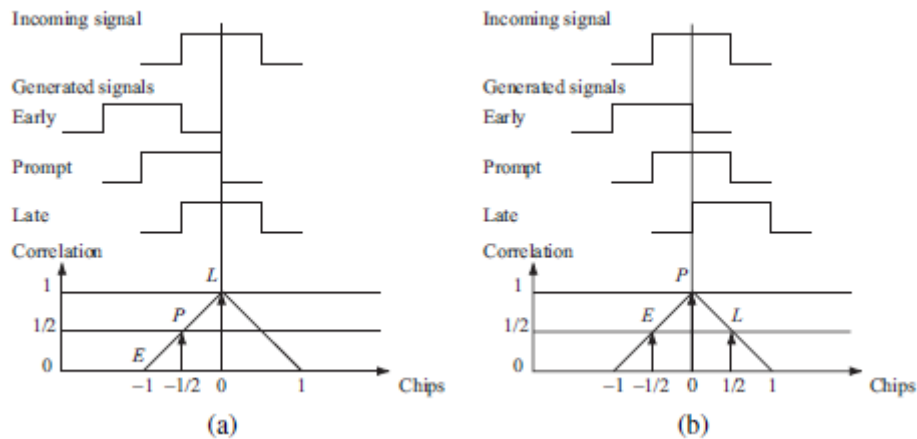 Incoming signal
Generated signals
Early
Prompt
Late
Correlation
L
1
P
1/2
E
0
−1 −1/2 0 1 Chips
(a)
Incoming signal
Generated signals
Early
Prompt
Late
Correlation
P
1
E L
1/2
0
−1 −1/2 0 1/2 1 Chips
(b)